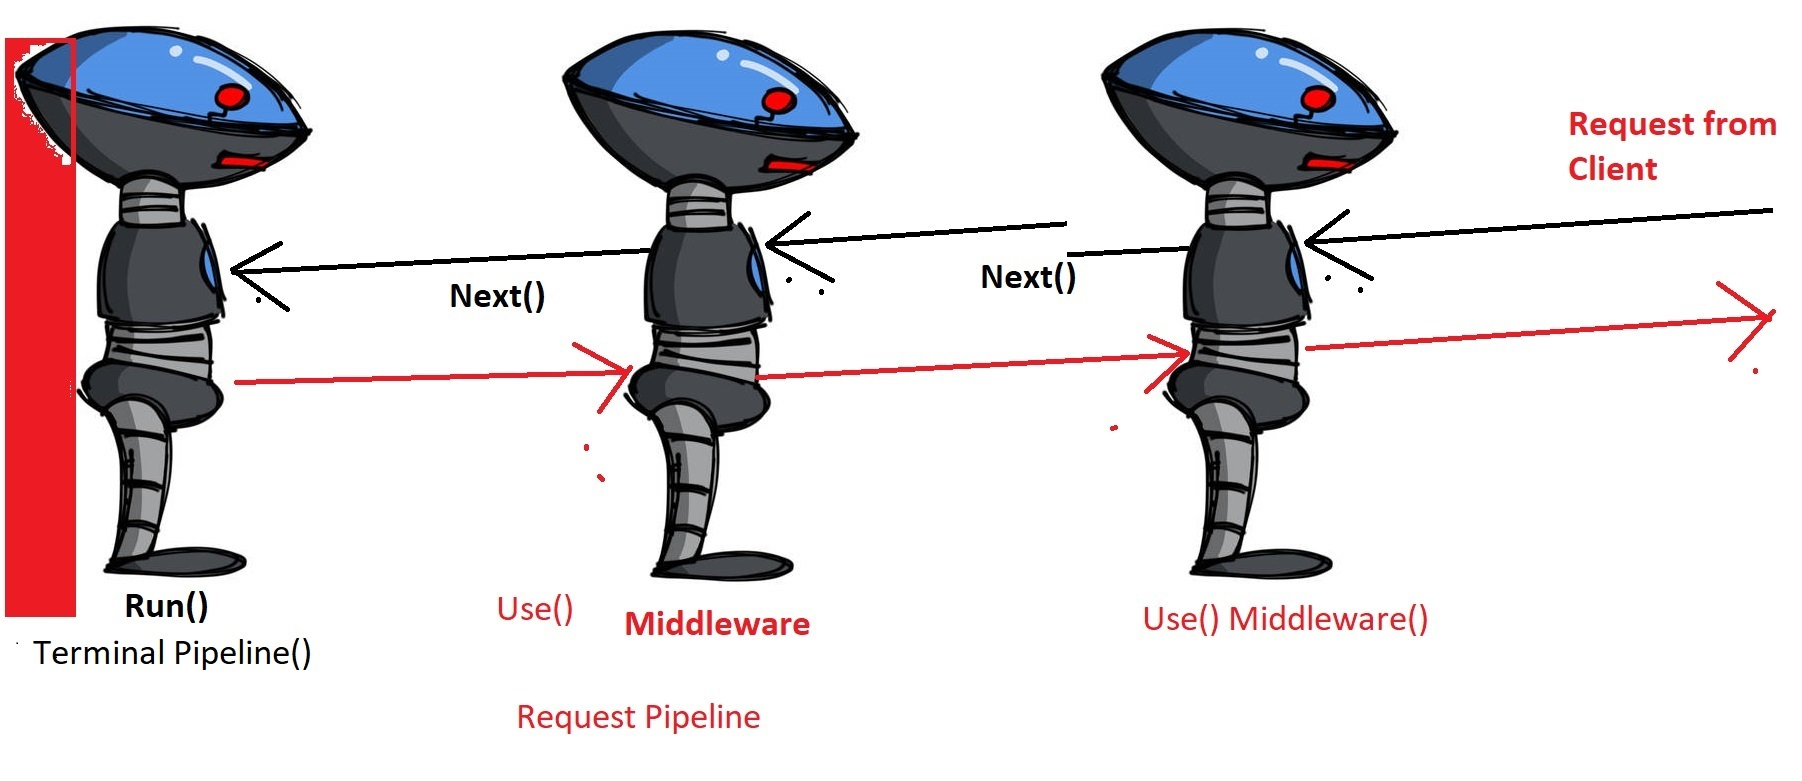 Request from
Client
Next()
Next()
Run()
Use() Middleware
Use() Middleware()
Terminal Pipeline()
Request Pipeline